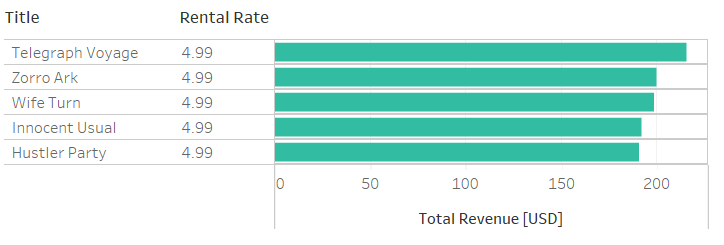 Title Rental Rate
Telegraph Voyage 4.99
Zorro Ark 4.99
Wife Turn 4.99
Innocent Usual 4.99
Hustler Party 4.99
0 50 100 150 200
Total Revenue [USD]